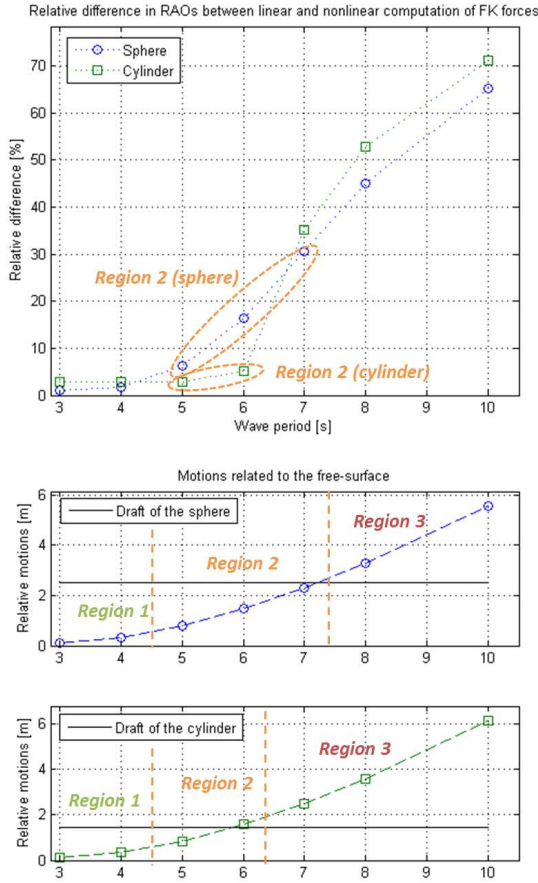 Relative difference in RAOs between linear and nonlinear computation of FK forces
Sphere
Cylinder
70
60
50
40
30
20
10
0
Relative difference [%]
Region 2 (sphere)
Region 2 (cylinder)
3 4 5 6 7 8 9 10
Wave period [s]
Motions related to the free-surface
6
4
2
0
Relative motions [m]
Draft of the sphere
Region 1
Region 2
Region 3
3 4 5 6 7 8 9 10
6
4
2
0
Relative motions [m]
Draft of the cylinder
Region 1
Region 2
Region 3
3 4 5 6 7 8 9 10